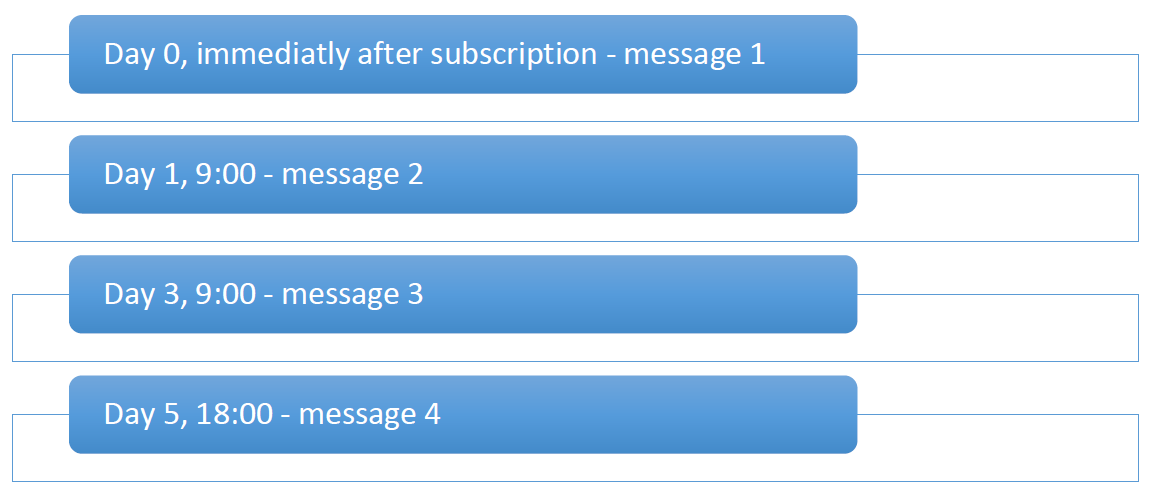 Day 0, immediatly after subscription - message 1
Day 1, 9:00 - message 2
Day 3, 9:00 - message 3
Day 5, 18:00 - message 4